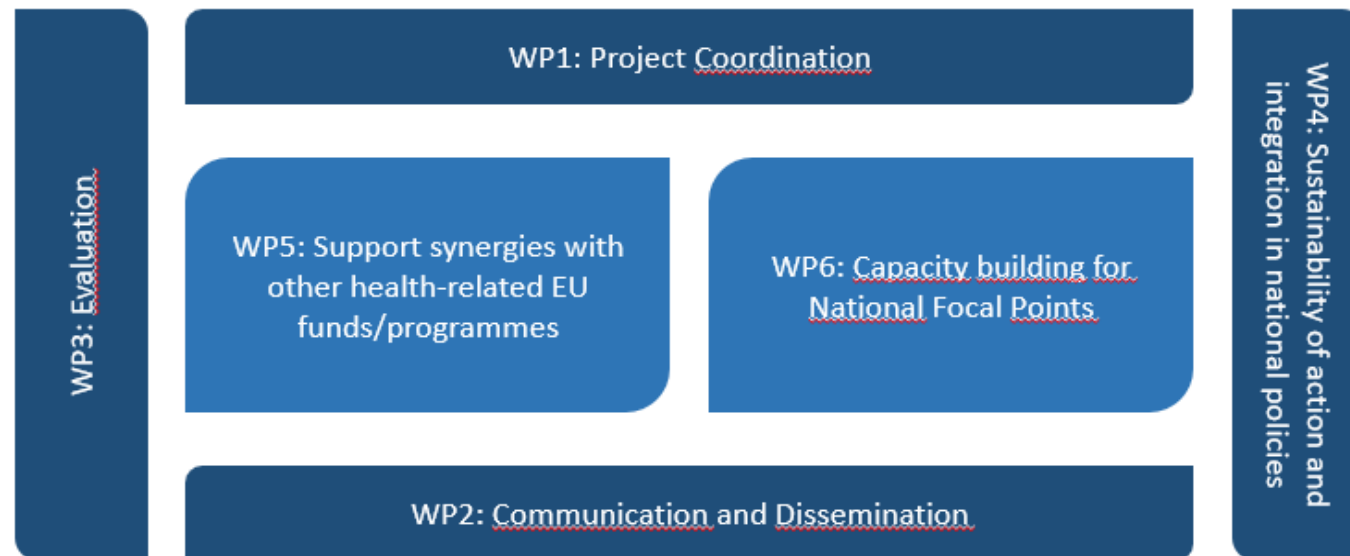 WP1: Project Coordination
WP3: Evaluation
WP5: Support synergies with
other health-related EU
funds/programmes
WP6: Capacity building for
National Focal Points
WP4: Sustainability of action and
integration in national policies
WP2: Communication and Dissemination